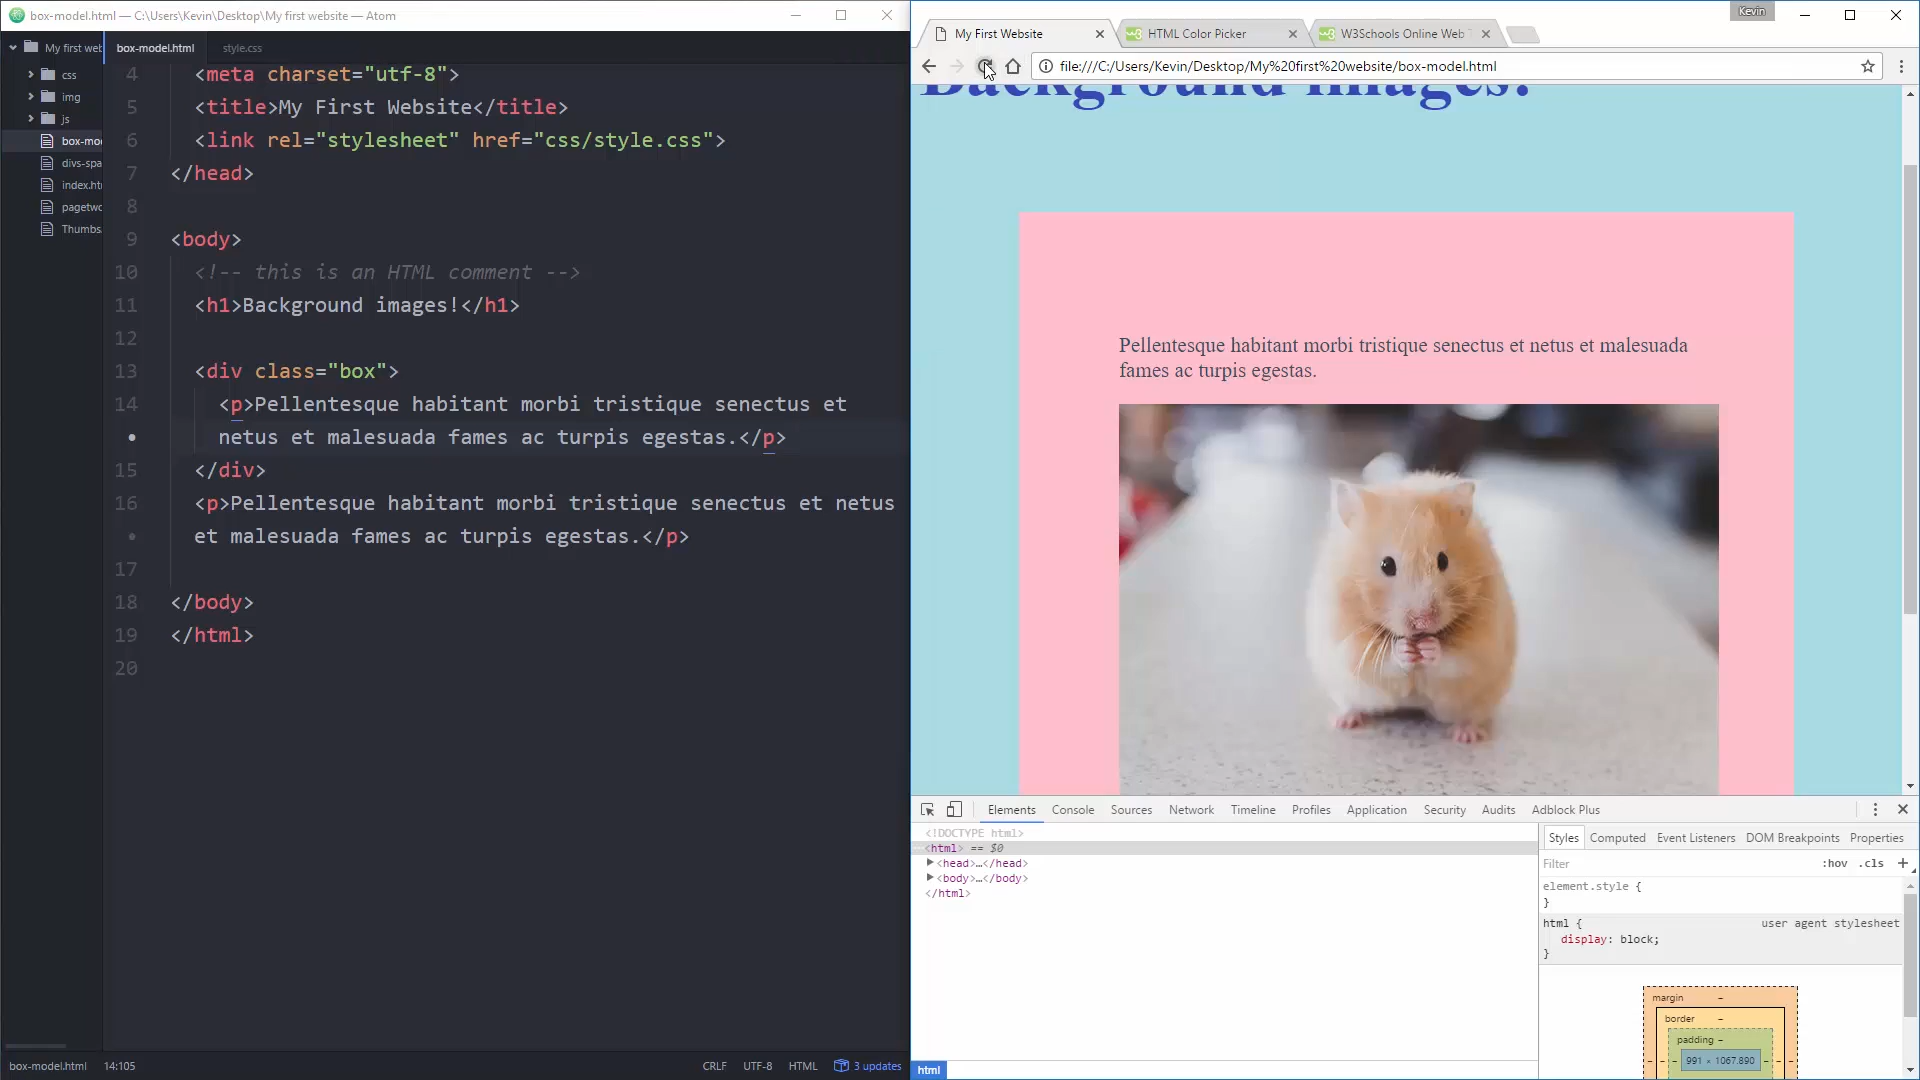 box-model.html — C:\Users\Kevin\Desktop\My first website — Atom
My first wet
css
img
js
box-mo
divs-spa
index.ht
pagetwo
Thumbs.
box-model.html
style.css
4 <meta charset="utf-8">
5 <title>My First Website</title>
6 <link rel="stylesheet" href="css/style.css">
7 </head>
8
9 <body>
10 <!-- this is an HTML comment -->
11 <h1>Background images!</h1>
12
13 <div class="box">
14 <p>Pellentesque habitant morbi tristique senectus et
netus et malesuada fames ac turpis egestas.</p>
15 </div>
16 <p>Pellentesque habitant morbi tristique senectus et netus
et malesuada fames ac turpis egestas.</p>
17
18 </body>
19 </html>
20
box-model.html 14:105 CRLF UTF-8 HTML 3 updates
Kevin
My First Website
HTML Color Picker
W3Schools Online Web T
file:///C:/Users/Kevin/Desktop/My%20first%20website/box-model.html
Background images!
Pellentesque habitant morbi tristique senectus et netus et malesuada
fames ac turpis egestas.
Elements Console Sources Network Timeline Profiles Application Security Audits Adblock Plus
<!DOCTYPE html>
<html> == $0
<head>…</head>
<body>…</body>
</html>
html
Styles Computed Event Listeners DOM Breakpoints Properties
Filter :hov .cls +
element.style {
}
html { user agent stylesheet
display: block;
}
margin –
border –
padding –
991 × 1067.890